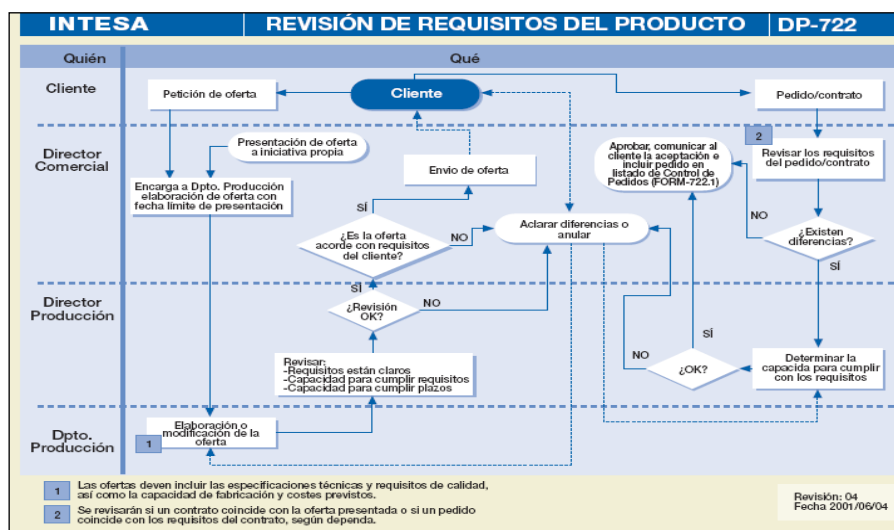 INTESA
REVISIÓN DE REQUISITOS DEL PRODUCTO
DP-722
Quién
Qué
Cliente
Petición de oferta
Cliente
Pedido/contrato
Director
Comercial
Presentación de oferta
a iniciativa propia
Encarga a Dpto. Producción
elaboración de oferta con
fecha límite de presentación
Envio de oferta
SÍ
¿Es la oferta
acorde con requisitos
del cliente?
NO
Aclarar diferencias o
anular
Aprobar, comunicar al
cliente la aceptación e
incluir pedido en
listado de Control de
Pedidos (FORM-722.1)
2
Revisar los requisitos
del pedido/contrato
NO
¿Existen
diferencias?
SÍ
Director
Producción
SÍ
¿Revisión
OK?
NO
Revisar:
-Requisitos están claros
-Capacidad para cumplir requisitos
-Capacidad para cumplir plazos
NO
¿OK?
SÍ
Determinar la
capacida para cumplir
con los requisitos
Dpto.
Producción
1
Elaboración o
modificación de la
oferta
1
Las ofertas deven incluir las especificaciones técnicas y requisitos de calidad,
así como la capacidad de fabricación y costes previstos.
2
Se revisarán si un contrato coincide con la oferta presentada o si un pedido
coincide con los requisitos del contrato, según dependa.
Revisión: 04
Fecha 2001/06/04